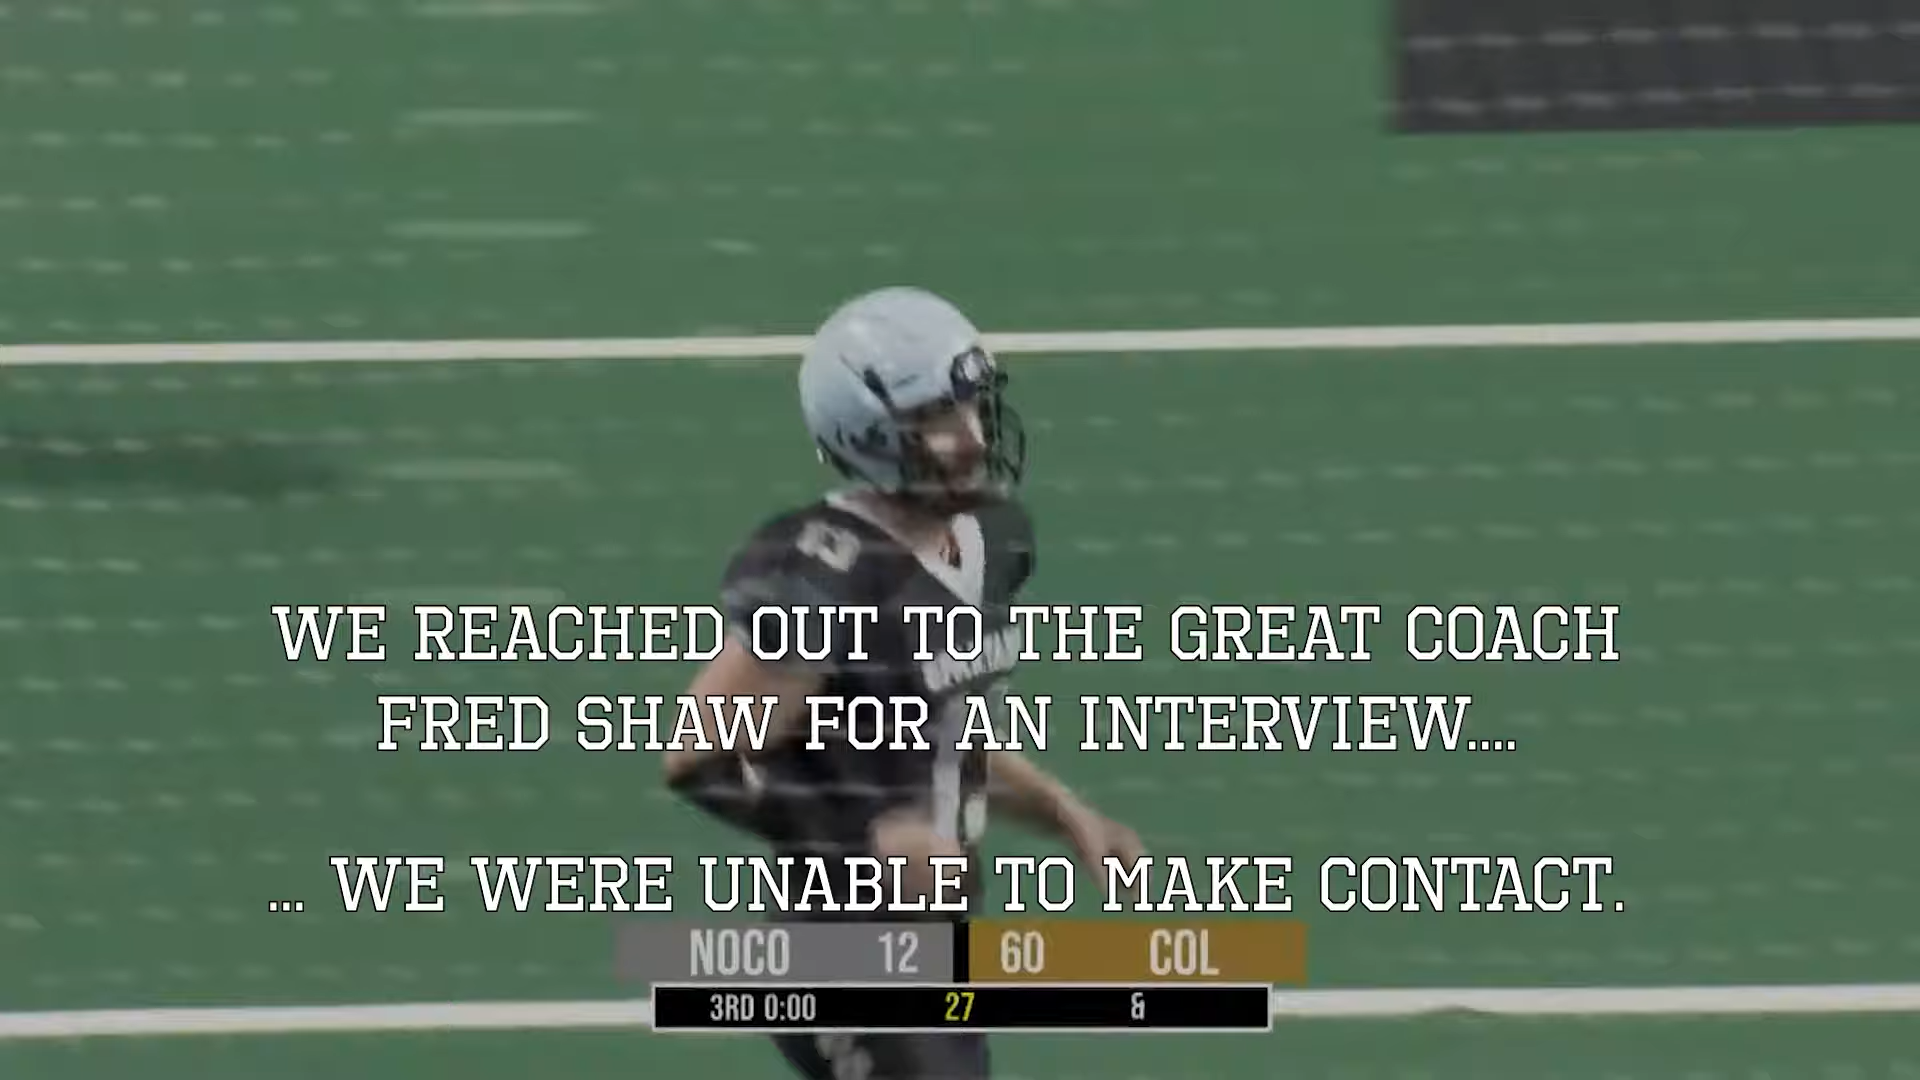 WE REACHED OUT TO THE GREAT COACH
FRED SHAW FOR AN INTERVIEW....
... WE WERE UNABLE TO MAKE CONTACT.
NOCO 12 60 COL
3RD 0:00 27 &